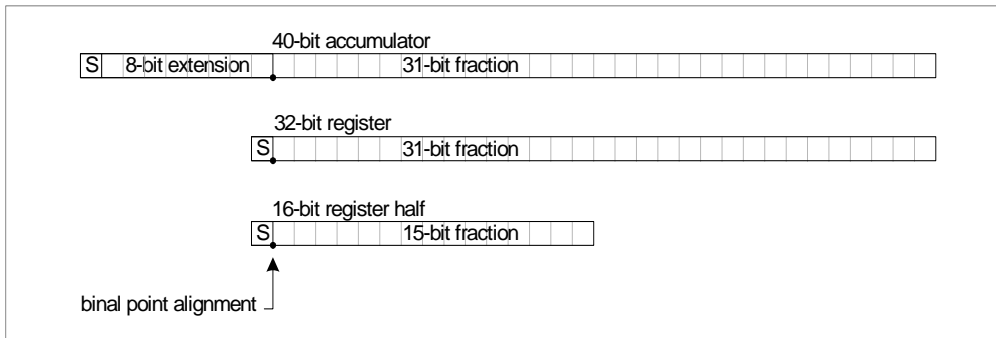 40-bit accumulator
S 8-bit extension 31-bit fraction
32-bit register
S 31-bit fraction
16-bit register half
S 15-bit fraction
binal point alignment